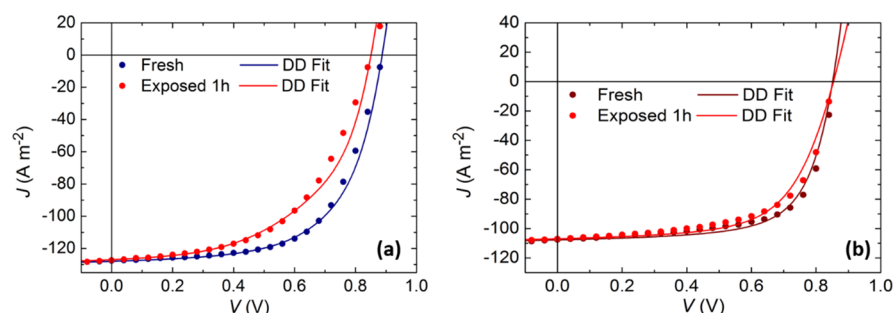 20
0
-20
-40
-60
-80
-100
-120
J (A m-2)
Fresh DD Fit
Exposed 1h DD Fit
(a)
0.0 0.2 0.4 0.6 0.8 1.0
V (V)
40
20
0
-20
-40
-60
-80
-100
-120
J (A m-2)
Fresh DD Fit
Exposed 1h DD Fit
(b)
0.0 0.2 0.4 0.6 0.8 1.0
V (V)